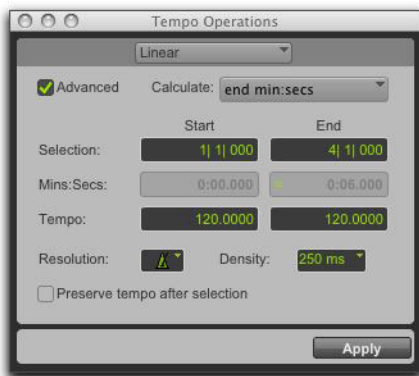 Tempo Operations
Linear
Advanced Calculate: end min:secs
Start End
Selection: 1| 1| 000 4| 1| 000
Mins:Secs: 0:00.000 0:06.000
Tempo: 120.0000 120.0000
Resolution: Density: 250 ms
Preserve tempo after selection
Apply